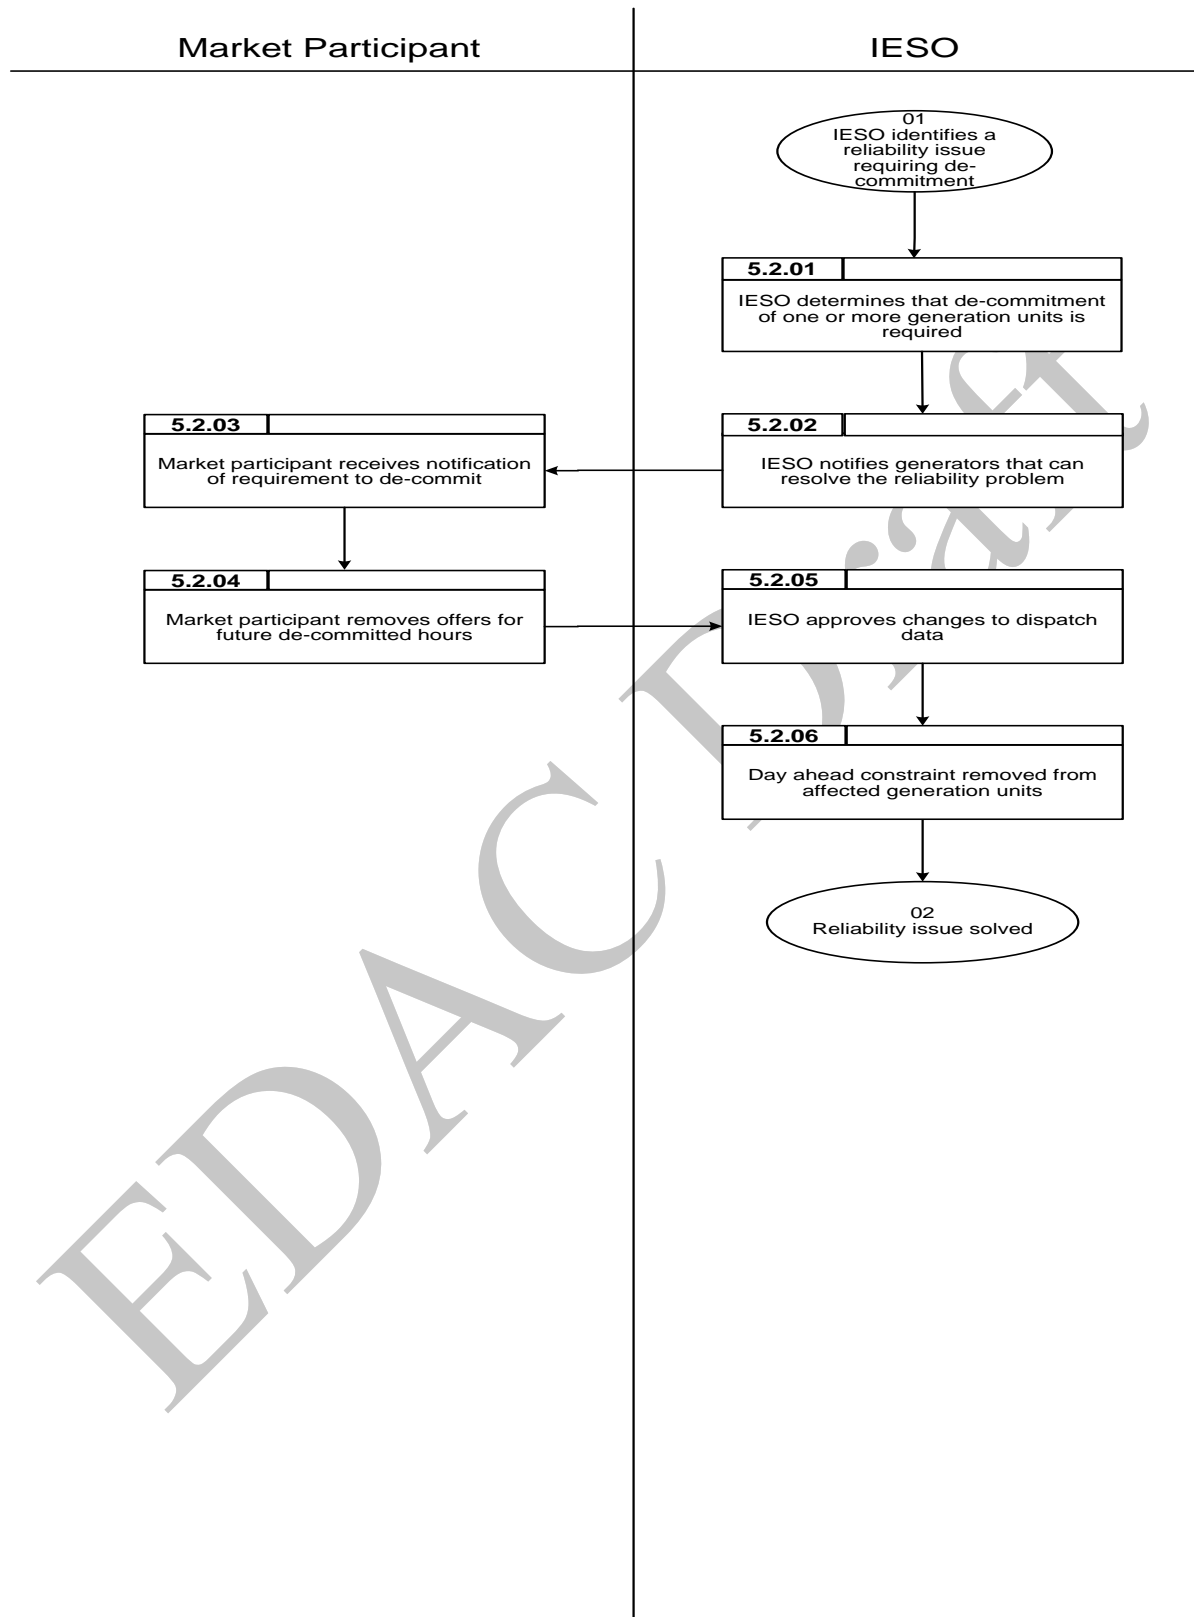 Market Participant
IESO
01
IESO identifies a
reliability issue
requiring de-
commitment
5.2.01
IESO determines that de-commitment
of one or more generation units is
required
5.2.02
IESO notifies generators that can
resolve the reliability problem
5.2.03
Market participant receives notification
of requirement to de-commit
5.2.04
Market participant removes offers for
future de-committed hours
5.2.05
IESO approves changes to dispatch
data
5.2.06
Day ahead constraint removed from
affected generation units
02
Reliability issue solved
EDAC Draft